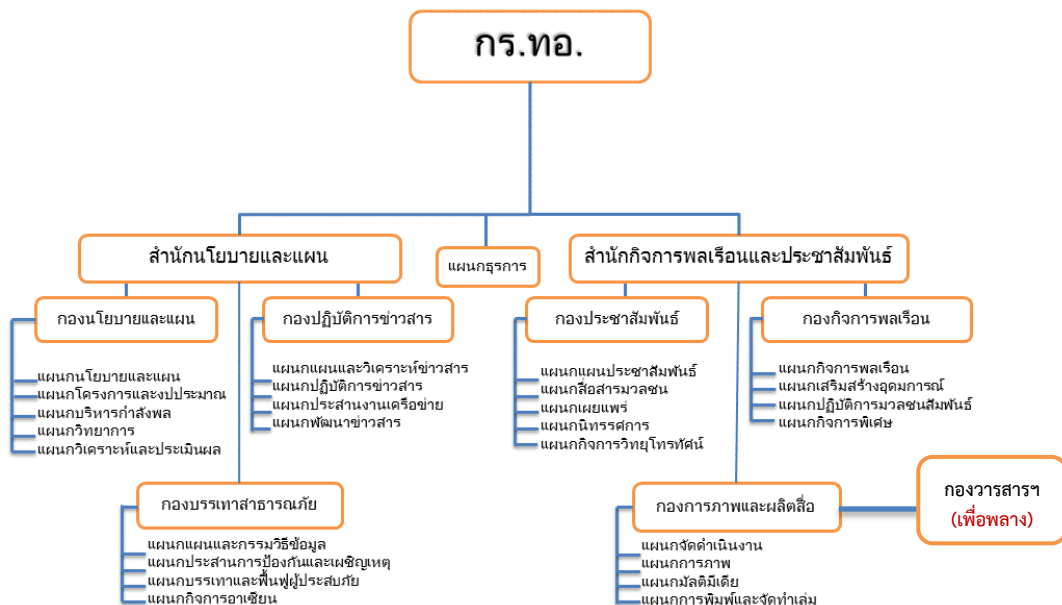 กร.ทอ.
สำนักนโยบายและแผน
แผนกธุรการ
สำนักกิจการพลเรือนและประชาสัมพันธ์
กองนโยบายและแผน
แผนกนโยบายและแผน
แผนกโครงการและงปประมาณ
แผนกบริหารกำลังพล
แผนกวิทยาการ
แผนกวิเคราะห์และประเมินผล
กองปฏิบัติการข่าวสาร
แผนกแผนและวิเคราะห์ข่าวสาร
แผนกปฏิบัติการข่าวสาร
แผนกประสานงานเครือข่าย
แผนกพัฒนาข่าวสาร
กองประชาสัมพันธ์
แผนกแผนประชาสัมพันธ์
แผนกสื่อสารมวลชน
แผนกเผยแพร่
แผนกนิทรรศการ
แผนกกิจการวิทยุโทรทัศน์
กองกิจการพลเรือน
แผนกกิจการพลเรือน
แผนกเสริมสร้างอุดมการณ์
แผนกปฏิบัติการมวลชนสัมพันธ์
แผนกกิจการพิเศษ
กองบรรเทาสาธารณภัย
แผนกแผนและกรรมวิธีข้อมูล
แผนกประสานการป้องกันและเผชิญเหตุ
แผนกบรรเทาและฟื้นฟูผู้ประสบภัย
แผนกกิจการอาเซียน
กองการภาพและผลิตสื่อ
แผนกจัดดำเนินงาน
แผนกการภาพ
แผนกมัลติมีเดีย
แผนกการพิมพ์และจัดทำเล่ม
กองวารสารฯ
(เพื่อพลาง)